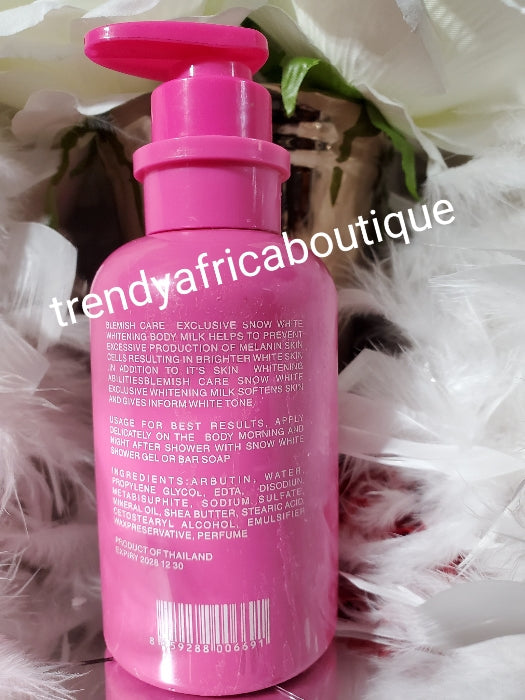 trendyafricaboutique
BLEMISH CARE EXCLUSIVE SNOW WHITE
WHITENING BODY MILK HELPS TO PREVENT
EXCESSIVE PRODUCTION OF MELANIN SKIN
CELLS RESULTING IN BRIGHTER WHITE SKIN
.IN ADDITION TO IT'S SKIN WHITENING
ABILITIESBLEMISH CARE SNOW WHITE
EXCLUSIVE WHITENING MILK SOFTENS SKIN
AND GIVES INFORM WHITE TONE.
USAGE FOR BEST RESULTS, APPLY
DELICATELY ON THE BODY MORNING AND
NIGHT AFTER SHOWER WITH SNOW WHITE
SHOWER GEL OR BAR SOAP
INGREDIENTS:ARBUTIN, WATER,
PROPYLENE GLYCOL, EDTA, DISODIUN,
METABISUPHITE, SODIUM SULFATE,
MINERAL OIL, SHEA BUTTER, STEARIC ACID,
CETOSTEARYL ALCOHOL, EMULSIFIER
WAXPRESERVATIVE, PERFUME
PRODUCT OF THAILAND
EXPIRY 2028 12 30
8 859288 006691